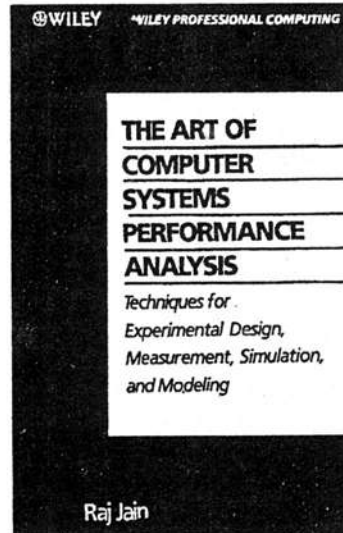 WILEY WILEY PROFESSIONAL COMPUTING
THE ART OF
COMPUTER
SYSTEMS
PERFORMANCE
ANALYSIS
Techniques for
Experimental Design,
Measurement, Simulation,
and Modeling
Raj Jain